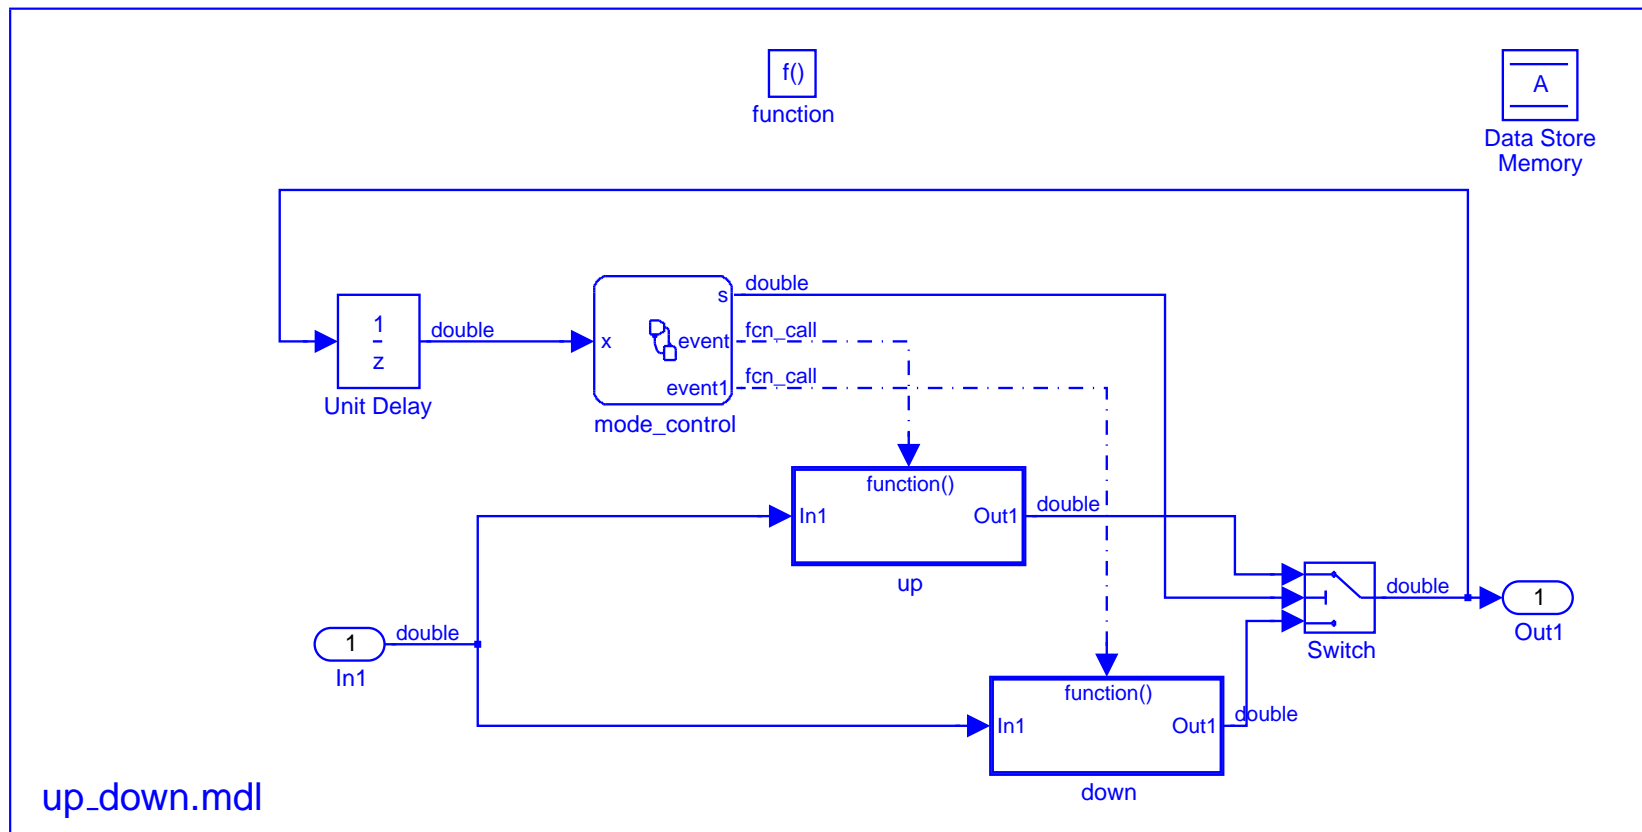 f()
function
A
Data Store
Memory
1
z
Unit Delay
double
x
s
event
event1
mode_control
double
fcn_call
fcn_call
function()
In1
Out1
up
double
1
In1
double
function()
In1
Out1
down
double
Switch
double
1
Out1
up_down.mdl